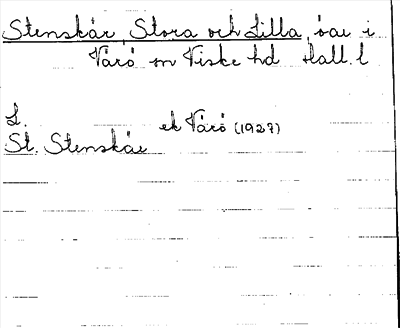 Stenskär, Stora och Lilla, öar i
Värö sn Viske hd Hall. l
L.
ek Värö (1927)
St. Stenskär